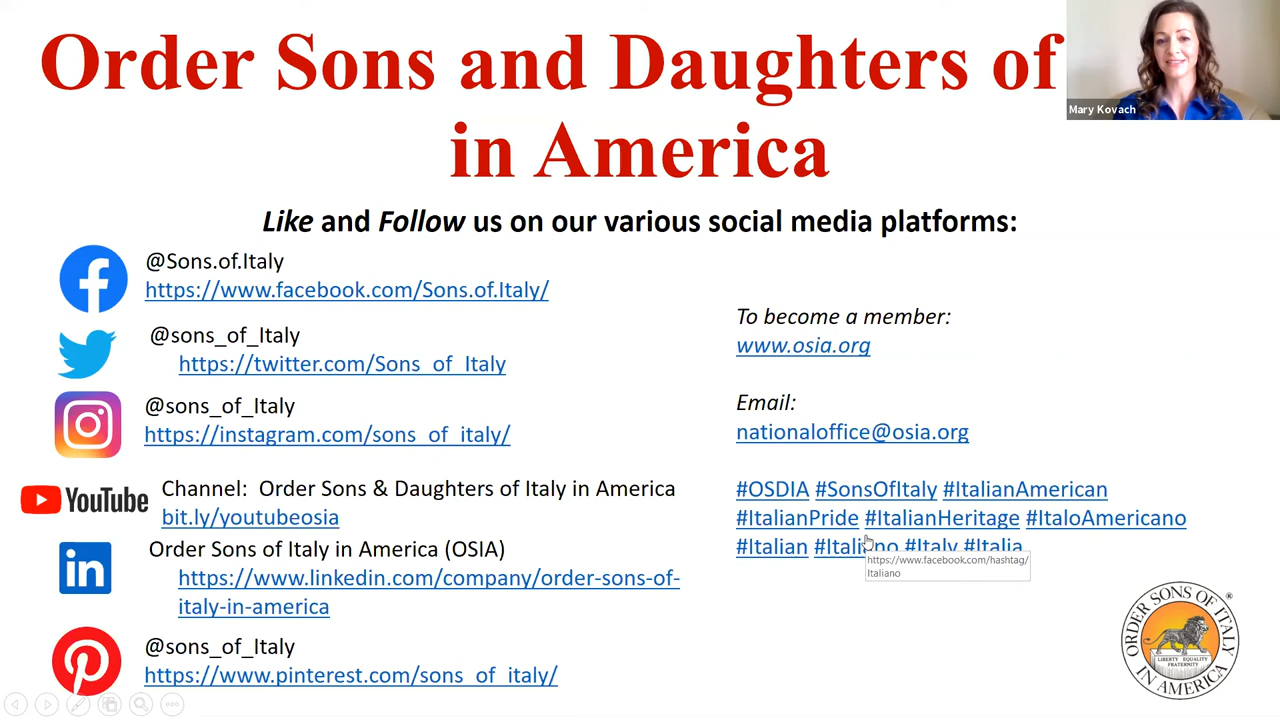 Order Sons and Daughters of
in America
Mary Kovach
Like and Follow us on our various social media platforms:
@Sons.of.Italy
https://www.facebook.com/Sons.of.Italy/
@sons_of_Italy
https://twitter.com/Sons_of_Italy
@sons_of_Italy
https://instagram.com/sons_of_italy/
YouTube
Channel: Order Sons & Daughters of Italy in America
bit.ly/youtubeosia
in
Order Sons of Italy in America (OSIA)
https://www.linkedin.com/company/order-sons-of-
italy-in-america
@sons_of_Italy
https://www.pinterest.com/sons_of_italy/
To become a member:
www.osia.org
Email:
nationaloffice@osia.org
#OSDIA #SonsOfItaly #ItalianAmerican
#ItalianPride #ItalianHeritage #ItaloAmericano
#Italian #Italiano #Italy #Italia
https://www.facebook.com/hashtag/
Italiano
ORDER SONS OF ITALY ®
LIBERTY EQUALITY
FRATERNITY
IN AMERICA